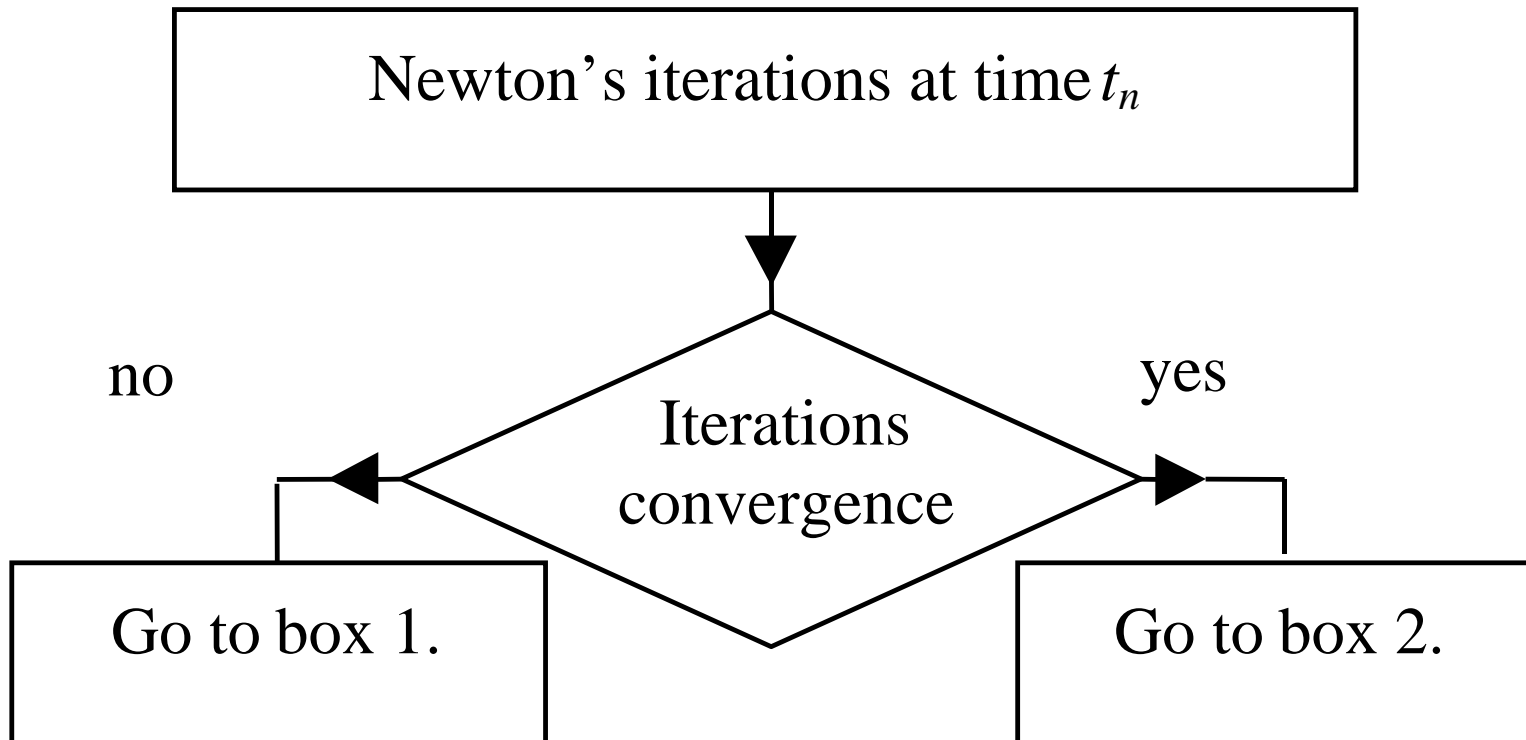 Newton’s iterations at time tₙ
no
yes
Iterations
convergence
Go to box 1.
Go to box 2.